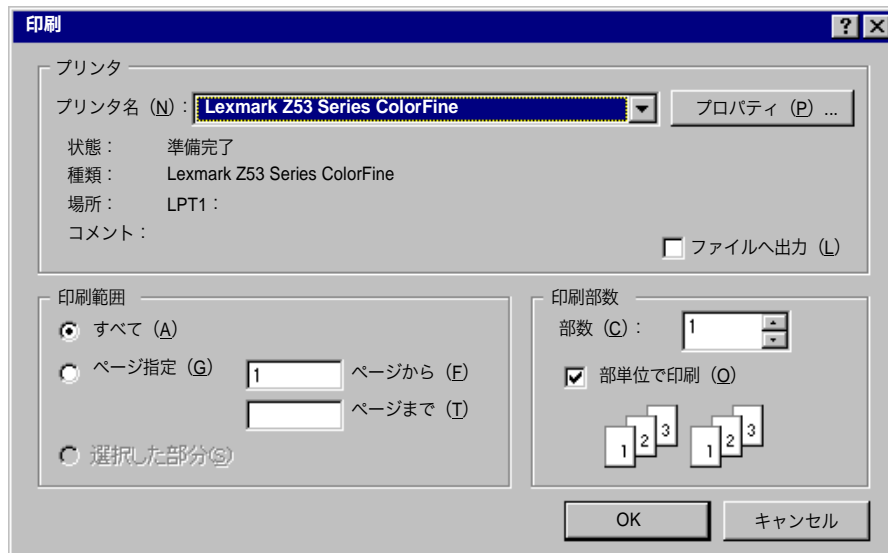 印刷
プリンタ
プリンタ名(N): Lexmark Z53 Series ColorFine プロパティ(P) ...
状態: 準備完了
種類: Lexmark Z53 Series ColorFine
場所: LPT1:
コメント:
ファイルへ出力(L)
印刷範囲
すべて(A)
ページ指定(G) 1 ページから(F)
ページまで(T)
選択した部分(S)
印刷部数
部数(C): 1
部単位で印刷(O)
1 2 3 1 2 3
OK キャンセル